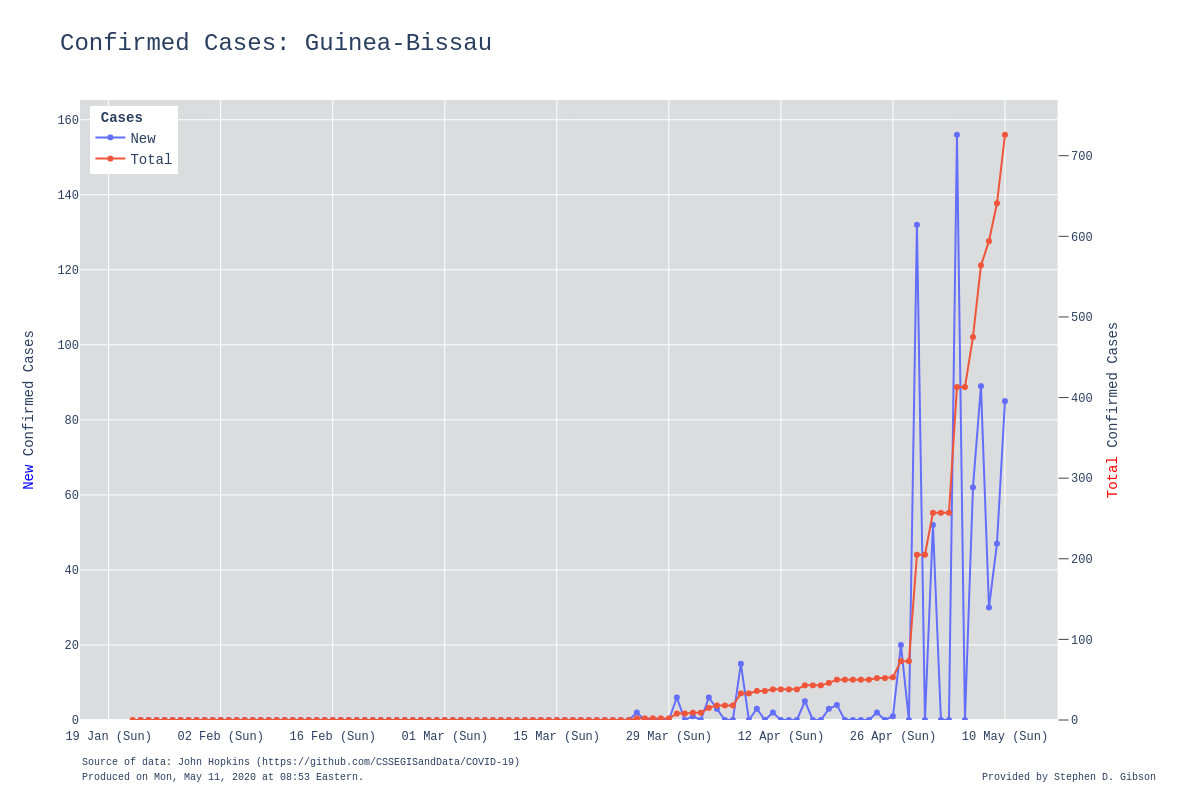 Confirmed Cases: Guinea-Bissau
Cases
New
Total
160
140
120
100
80
60
40
20
0
700
600
500
400
300
200
100
0
New Confirmed Cases
Total Confirmed Cases
19 Jan (Sun) 02 Feb (Sun) 16 Feb (Sun) 01 Mar (Sun) 15 Mar (Sun) 29 Mar (Sun) 12 Apr (Sun) 26 Apr (Sun) 10 May (Sun)
Source of data: John Hopkins (https://github.com/CSSEGISandData/COVID-19)
Produced on Mon, May 11, 2020 at 08:53 Eastern.
Provided by Stephen D. Gibson